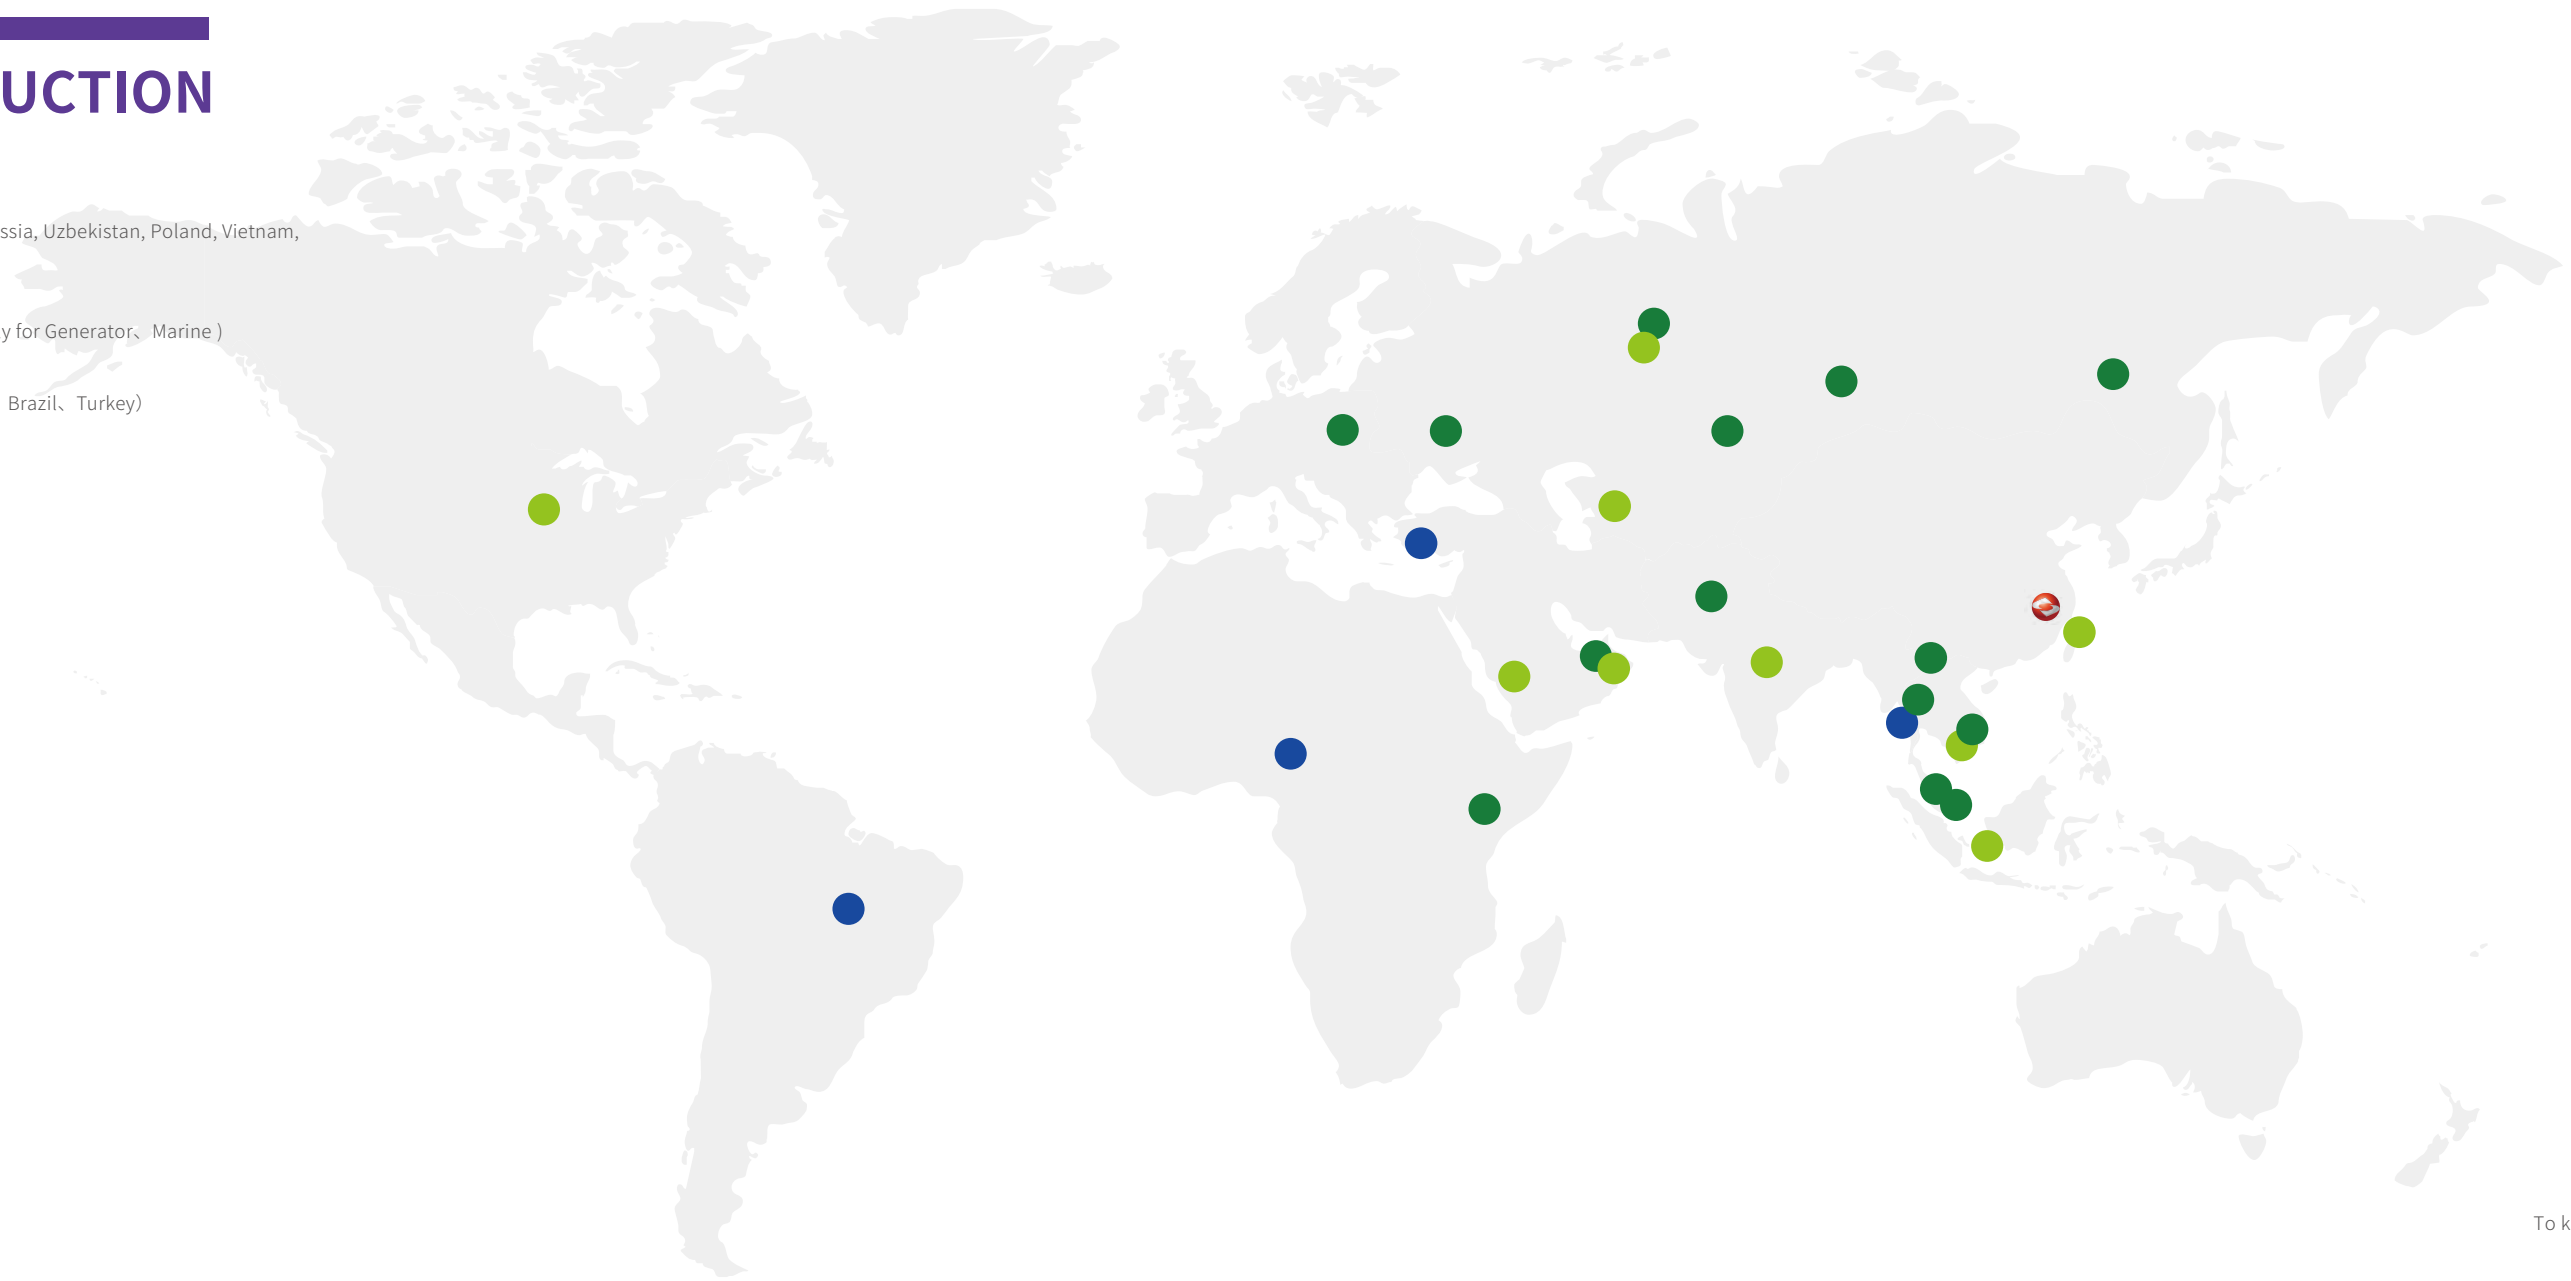 UCTION
ssia, Uzbekistan, Poland, Vietnam,
y for Generator、Marine )
Brazil、Turkey）
To k